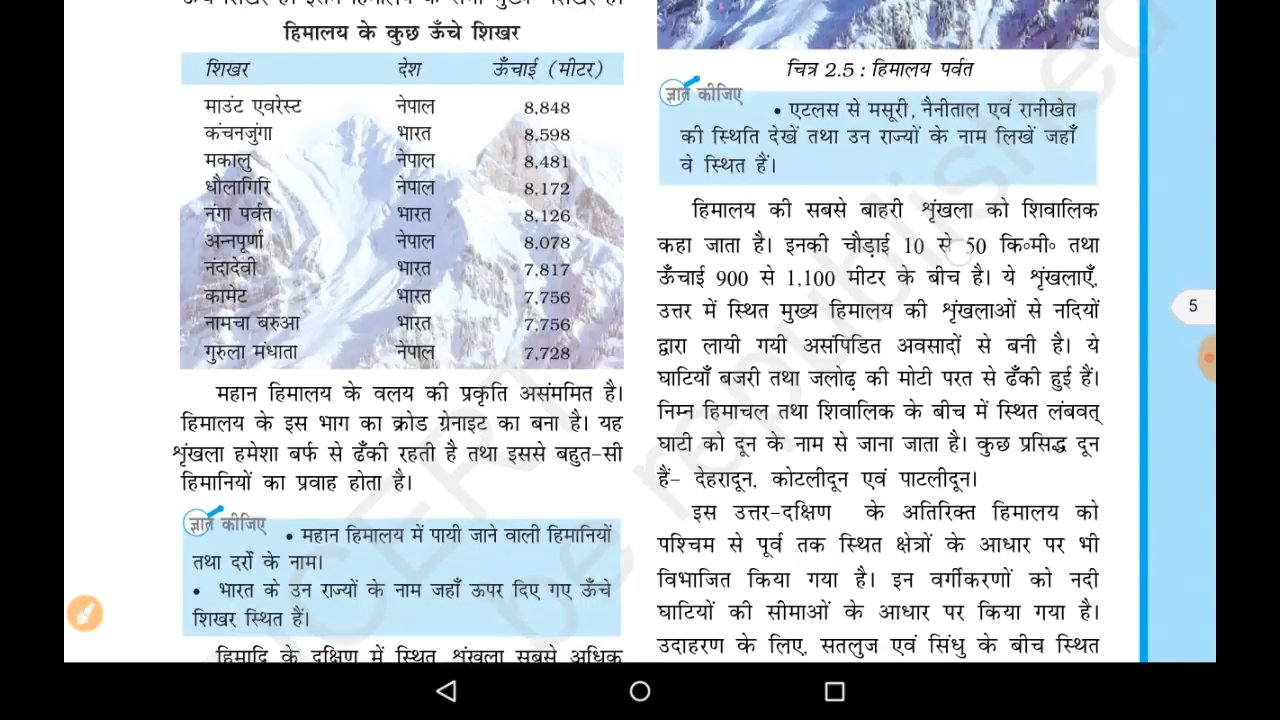 हिमालय के कुछ ऊँचे शिखर
शिखर देश ऊँचाई (मीटर)
माउंट एवरेस्ट नेपाल 8,848
कंचनजुंगा भारत 8,598
मकालु नेपाल 8,481
धौलागिरि नेपाल 8,172
नंगा पर्वत भारत 8,126
अन्नपूर्णा नेपाल 8,078
नंदादेवी भारत 7,817
कामेट भारत 7,756
नामचा बरुआ भारत 7,756
गुरुला मंधाता नेपाल 7,728
महान हिमालय के वलय की प्रकृति असंममित है।
हिमालय के इस भाग का क्रोड ग्रेनाइट का बना है। यह
शृंखला हमेशा बर्फ से ढँकी रहती है तथा इससे बहुत-सी
हिमानियों का प्रवाह होता है।
ज्ञात कीजिए
• महान हिमालय में पायी जाने वाली हिमानियों
तथा दर्रों के नाम।
• भारत के उन राज्यों के नाम जहाँ ऊपर दिए गए ऊँचे
शिखर स्थित हैं।
हिमाद्रि के दक्षिण में स्थित शृंखला सबसे अधिक
चित्र 2.5 : हिमालय पर्वत
ज्ञात कीजिए
• एटलस से मसूरी, नैनीताल एवं रानीखेत
की स्थिति देखें तथा उन राज्यों के नाम लिखें जहाँ
वे स्थित हैं।
हिमालय की सबसे बाहरी शृंखला को शिवालिक
कहा जाता है। इनकी चौड़ाई 10 से 50 कि॰मी॰ तथा
ऊँचाई 900 से 1,100 मीटर के बीच है। ये शृंखलाएँ,
उत्तर में स्थित मुख्य हिमालय की शृंखलाओं से नदियों
द्वारा लायी गयी असंपिडित अवसादों से बनी है। ये
घाटियाँ बजरी तथा जलोढ़ की मोटी परत से ढँकी हुई हैं।
निम्न हिमाचल तथा शिवालिक के बीच में स्थित लंबवत्
घाटी को दून के नाम से जाना जाता है। कुछ प्रसिद्ध दून
हैं- देहरादून, कोटलीदून एवं पाटलीदून।
इस उत्तर-दक्षिण के अतिरिक्त हिमालय को
पश्चिम से पूर्व तक स्थित क्षेत्रों के आधार पर भी
विभाजित किया गया है। इन वर्गीकरणों को नदी
घाटियों की सीमाओं के आधार पर किया गया है।
उदाहरण के लिए, सतलुज एवं सिंधु के बीच स्थित
5
NCERT
be republished